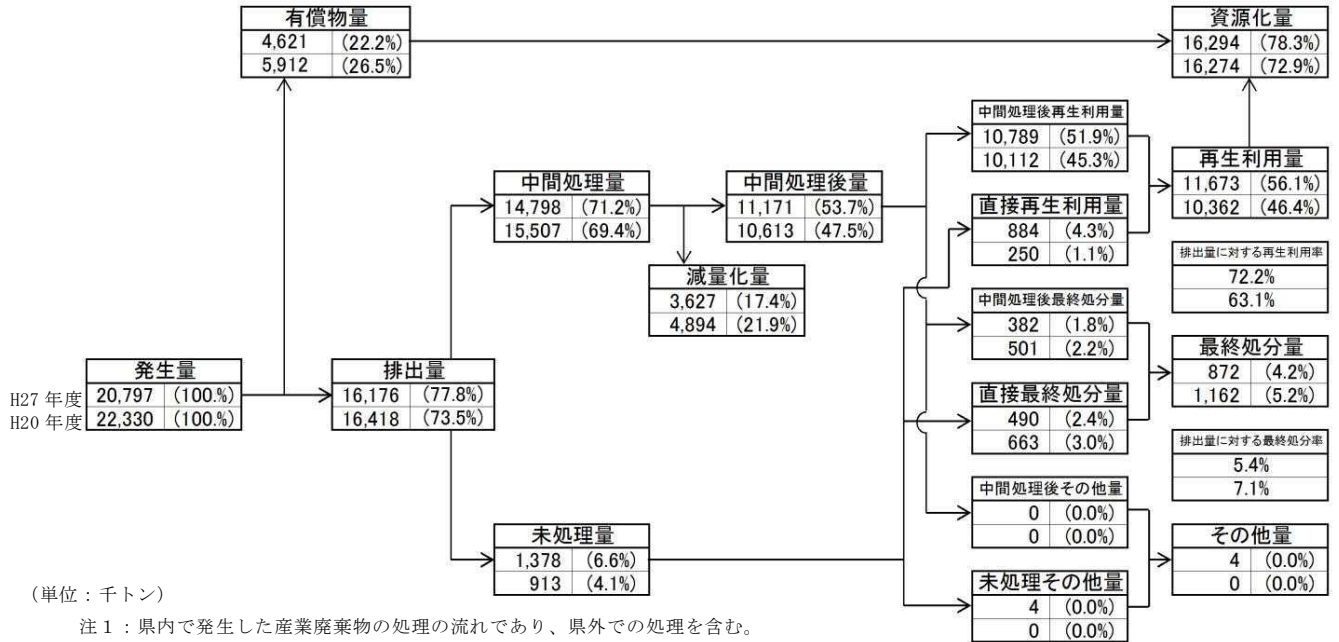 有償物量
4,621 (22.2%)
5,912 (26.5%)
資源化量
16,294 (78.3%)
16,274 (72.9%)
中間処理後再生利用量
10,789 (51.9%)
10,112 (45.3%)
再生利用量
11,673 (56.1%)
10,362 (46.4%)
中間処理量
14,798 (71.2%)
15,507 (69.4%)
中間処理後量
11,171 (53.7%)
10,613 (47.5%)
直接再生利用量
884 (4.3%)
250 (1.1%)
排出量に対する再生利用率
72.2%
63.1%
減量化量
3,627 (17.4%)
4,894 (21.9%)
中間処理後最終処分量
382 (1.8%)
501 (2.2%)
最終処分量
872 (4.2%)
1,162 (5.2%)
発生量
H27 年度 20,797 (100.%)
H20 年度 22,330 (100.%)
排出量
16,176 (77.8%)
16,418 (73.5%)
直接最終処分量
490 (2.4%)
663 (3.0%)
排出量に対する最終処分率
5.4%
7.1%
中間処理後その他量
0 (0.0%)
0 (0.0%)
未処理量
1,378 (6.6%)
913 (4.1%)
その他量
4 (0.0%)
0 (0.0%)
未処理その他量
4 (0.0%)
0 (0.0%)
（単位：千トン）
注１：県内で発生した産業廃棄物の処理の流れであり、県外での処理を含む。